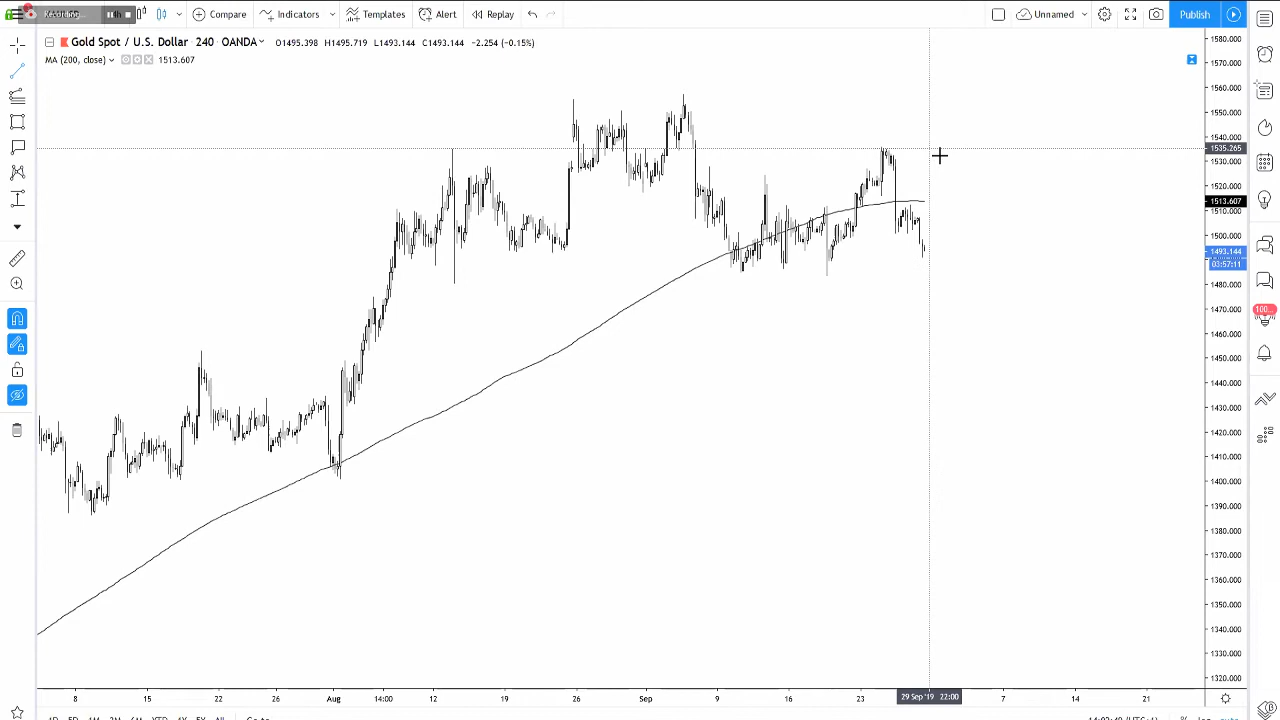 4h
Compare
Indicators
Templates
Alert
Replay
Unnamed
Publish
Gold Spot / U.S. Dollar 240 OANDA O1495.398 H1495.719 L1493.144 C1493.144 −2.254 (−0.15%)
MA (200, close) 1513.607
1580.000
1570.000
1560.000
1550.000
1540.000
1535.265
1530.000
1520.000
1513.607
1510.000
1500.000
1493.144
03:57:11
1480.000
1470.000
1460.000
1450.000
1440.000
1430.000
1420.000
1410.000
1400.000
1390.000
1380.000
1370.000
1360.000
1350.000
1340.000
1330.000
1320.000
100...
8 15 22 26 Aug 14:00 12 19 26 Sep 9 16 23 29 Sep '19 22:00 7 14 21